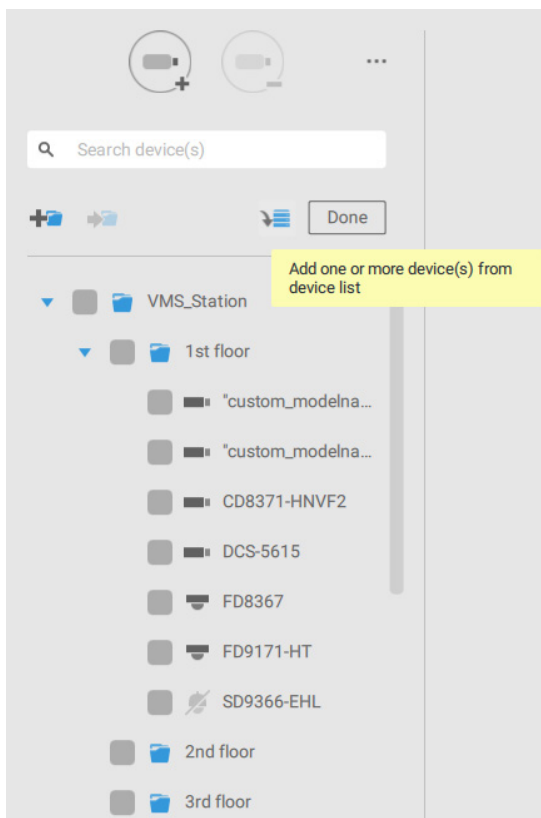 Search device(s)
Done
Add one or more device(s) from
device list
VMS_Station
1st floor
"custom_modelna...
"custom_modelna...
CD8371-HNVF2
DCS-5615
FD8367
FD9171-HT
SD9366-EHL
2nd floor
3rd floor